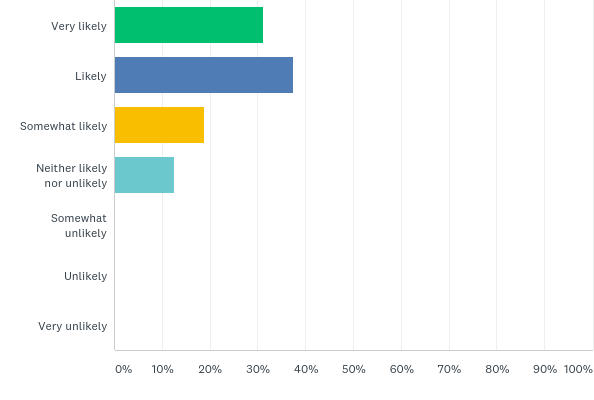 Very likely
Likely
Somewhat likely
Neither likely
nor unlikely
Somewhat
unlikely
Unlikely
Very unlikely
0% 10% 20% 30% 40% 50% 60% 70% 80% 90% 100%